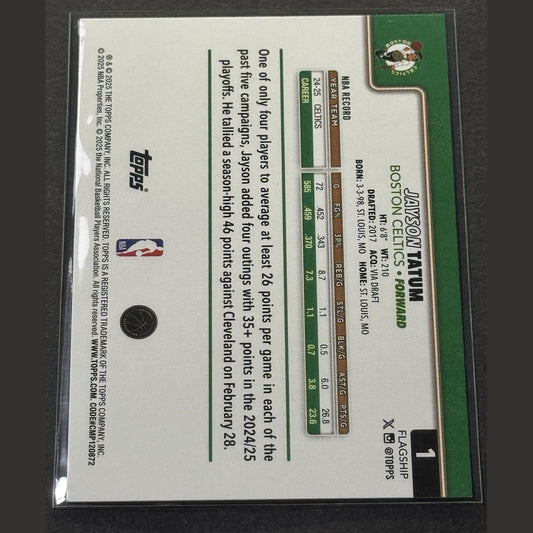 BOSTON
CELTICS
1
FLAGSHIP
@TOPPS
JAYSON TATUM
BOSTON CELTICS • FORWARD
HT: 6'8" WT: 210
DRAFTED: 2017 ACQ: VIA DRAFT
BORN: 3-3-98, ST. LOUIS, MO HOME: ST. LOUIS, MO
NBA RECORD
YEAR TEAM G FG% 3P% REB/G STL/G BLK/G AST/G PTS/G
24-25 CELTICS 72 .452 .343 8.7 1.1 0.5 6.0 26.8
CAREER 585 .459 .370 7.3 1.1 0.7 3.8 23.6
One of only four players to average at least 26 points per game in each of the
past five campaigns, Jayson added four outings with 35+ points in the 2024/25
playoffs. He tallied a season-high 46 points against Cleveland on February 28.
topps
NBA
® & © 2025 THE TOPPS COMPANY, INC. ALL RIGHTS RESERVED. TOPPS IS A REGISTERED TRADEMARK OF THE TOPPS COMPANY, INC.
© 2025 NBA Properties, Inc. © 2025 the National Basketball Players Association. All rights reserved. WWW.TOPPS.COM. CODE#CMP120872